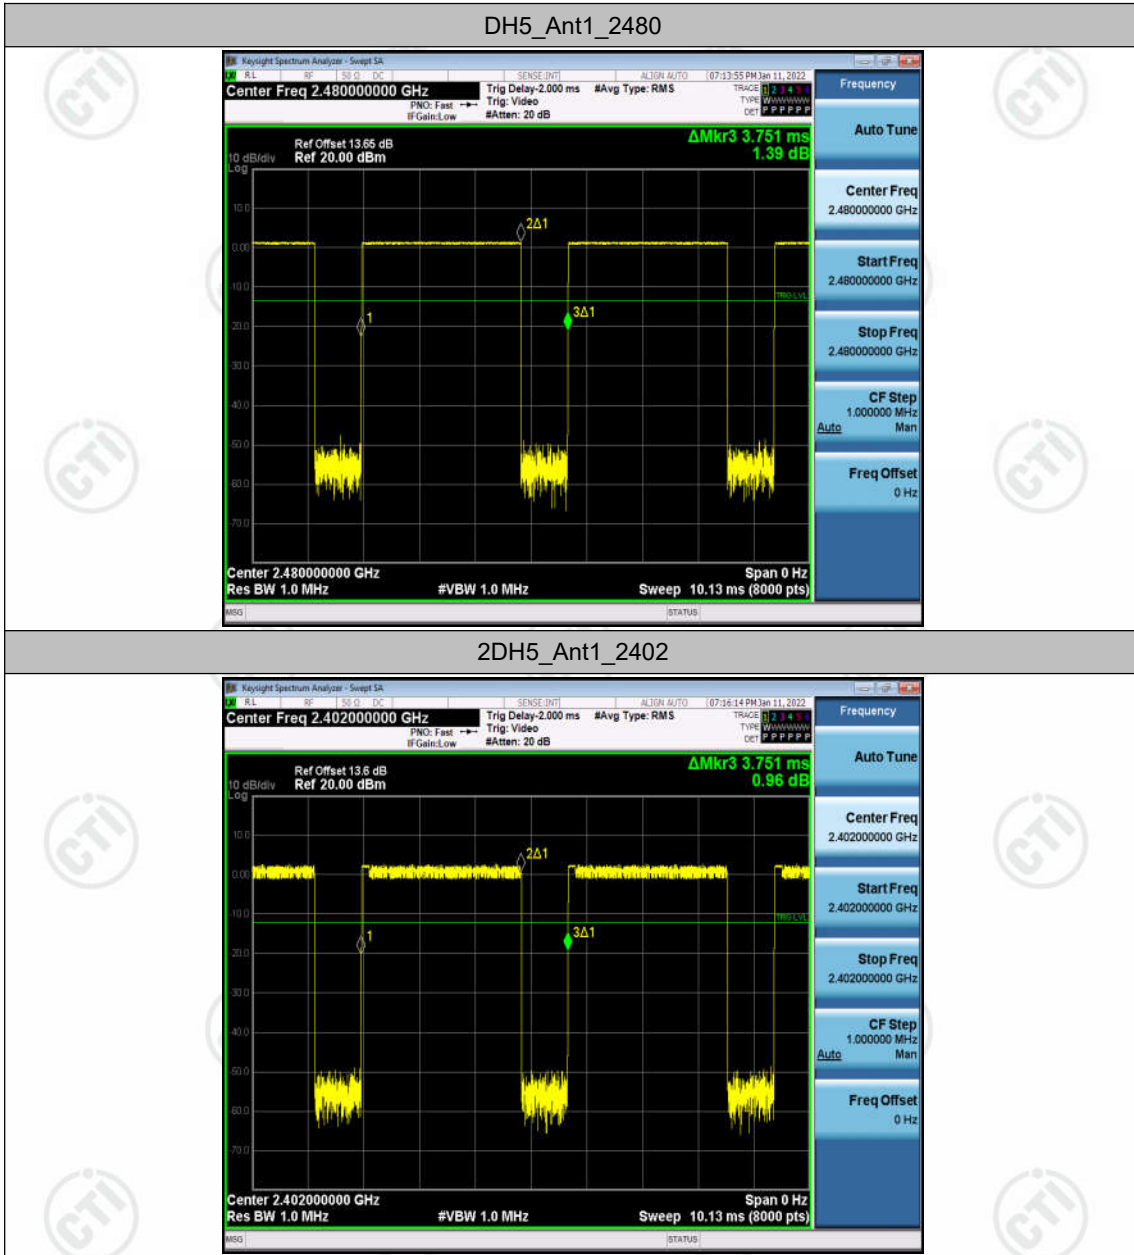 DH5_Ant1_2480
Keysight Spectrum Analyzer - Swept SA
RL RF 50 Ω DC SENSE:INT ALIGN AUTO 07:13:55 PM Jan 11, 2022
Center Freq 2.480000000 GHz
PNO: Fast
IFGain:Low
Trig Delay-2.000 ms
Trig: Video
#Atten: 20 dB
#Avg Type: RMS
TRACE 1 2 3 4 5 6
TYPE
DET P P P P P P
Ref Offset 13.65 dB
Ref 20.00 dBm
10 dB/div
Log
ΔMkr3 3.751 ms
1.39 dB
10.0
0.00
-10.0
-20.0
-30.0
-40.0
-50.0
-60.0
-70.0
2Δ1
TRIG LVL
1
3Δ1
Center 2.480000000 GHz
Span 0 Hz
Res BW 1.0 MHz
#VBW 1.0 MHz
Sweep 10.13 ms (8000 pts)
MSG
STATUS
Frequency
Auto Tune
Center Freq
2.480000000 GHz
Start Freq
2.480000000 GHz
Stop Freq
2.480000000 GHz
CF Step
1.000000 MHz
Auto Man
Freq Offset
0 Hz
2DH5_Ant1_2402
Keysight Spectrum Analyzer - Swept SA
RL RF 50 Ω DC SENSE:INT ALIGN AUTO 07:16:14 PM Jan 11, 2022
Center Freq 2.402000000 GHz
PNO: Fast
IFGain:Low
Trig Delay-2.000 ms
Trig: Video
#Atten: 20 dB
#Avg Type: RMS
TRACE 1 2 3 4 5 6
TYPE
DET P P P P P P
Ref Offset 13.6 dB
Ref 20.00 dBm
10 dB/div
Log
ΔMkr3 3.751 ms
0.96 dB
10.0
0.00
-10.0
-20.0
-30.0
-40.0
-50.0
-60.0
-70.0
2Δ1
TRIG LVL
1
3Δ1
Center 2.402000000 GHz
Span 0 Hz
Res BW 1.0 MHz
#VBW 1.0 MHz
Sweep 10.13 ms (8000 pts)
MSG
STATUS
Frequency
Auto Tune
Center Freq
2.402000000 GHz
Start Freq
2.402000000 GHz
Stop Freq
2.402000000 GHz
CF Step
1.000000 MHz
Auto Man
Freq Offset
0 Hz
CTI
CTI
CTI
CTI
CTI
CTI
CTI
CTI